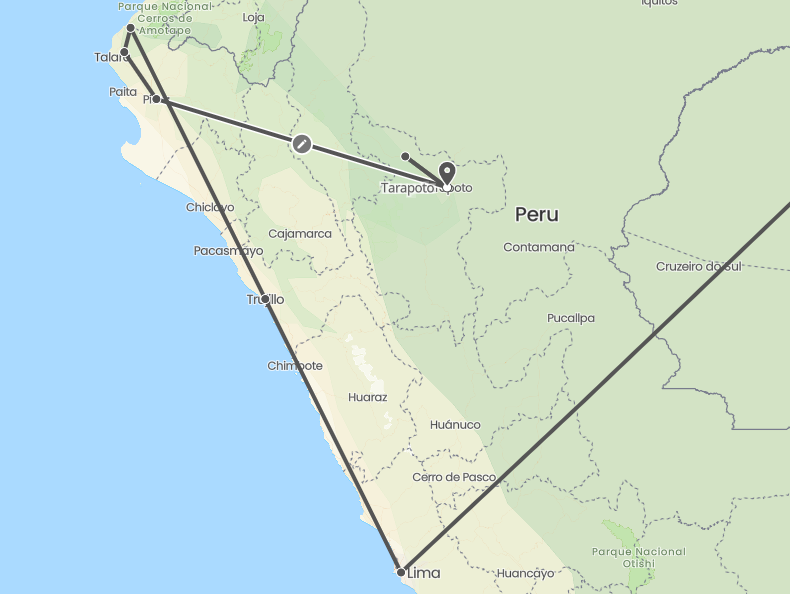 Parque Nacional
Cerros de
Amotape
Loja
Iquitos
Talara
Paita
Tarapoto
Peru
Chiclayo
Cajamarca
Contamana
Pacasmayo
Cruzeiro do Sul
Trujillo
Pucallpa
Chimbote
Huaraz
Huánuco
Cerro de Pasco
Parque Nacional
Otishi
Lima
Huancayo